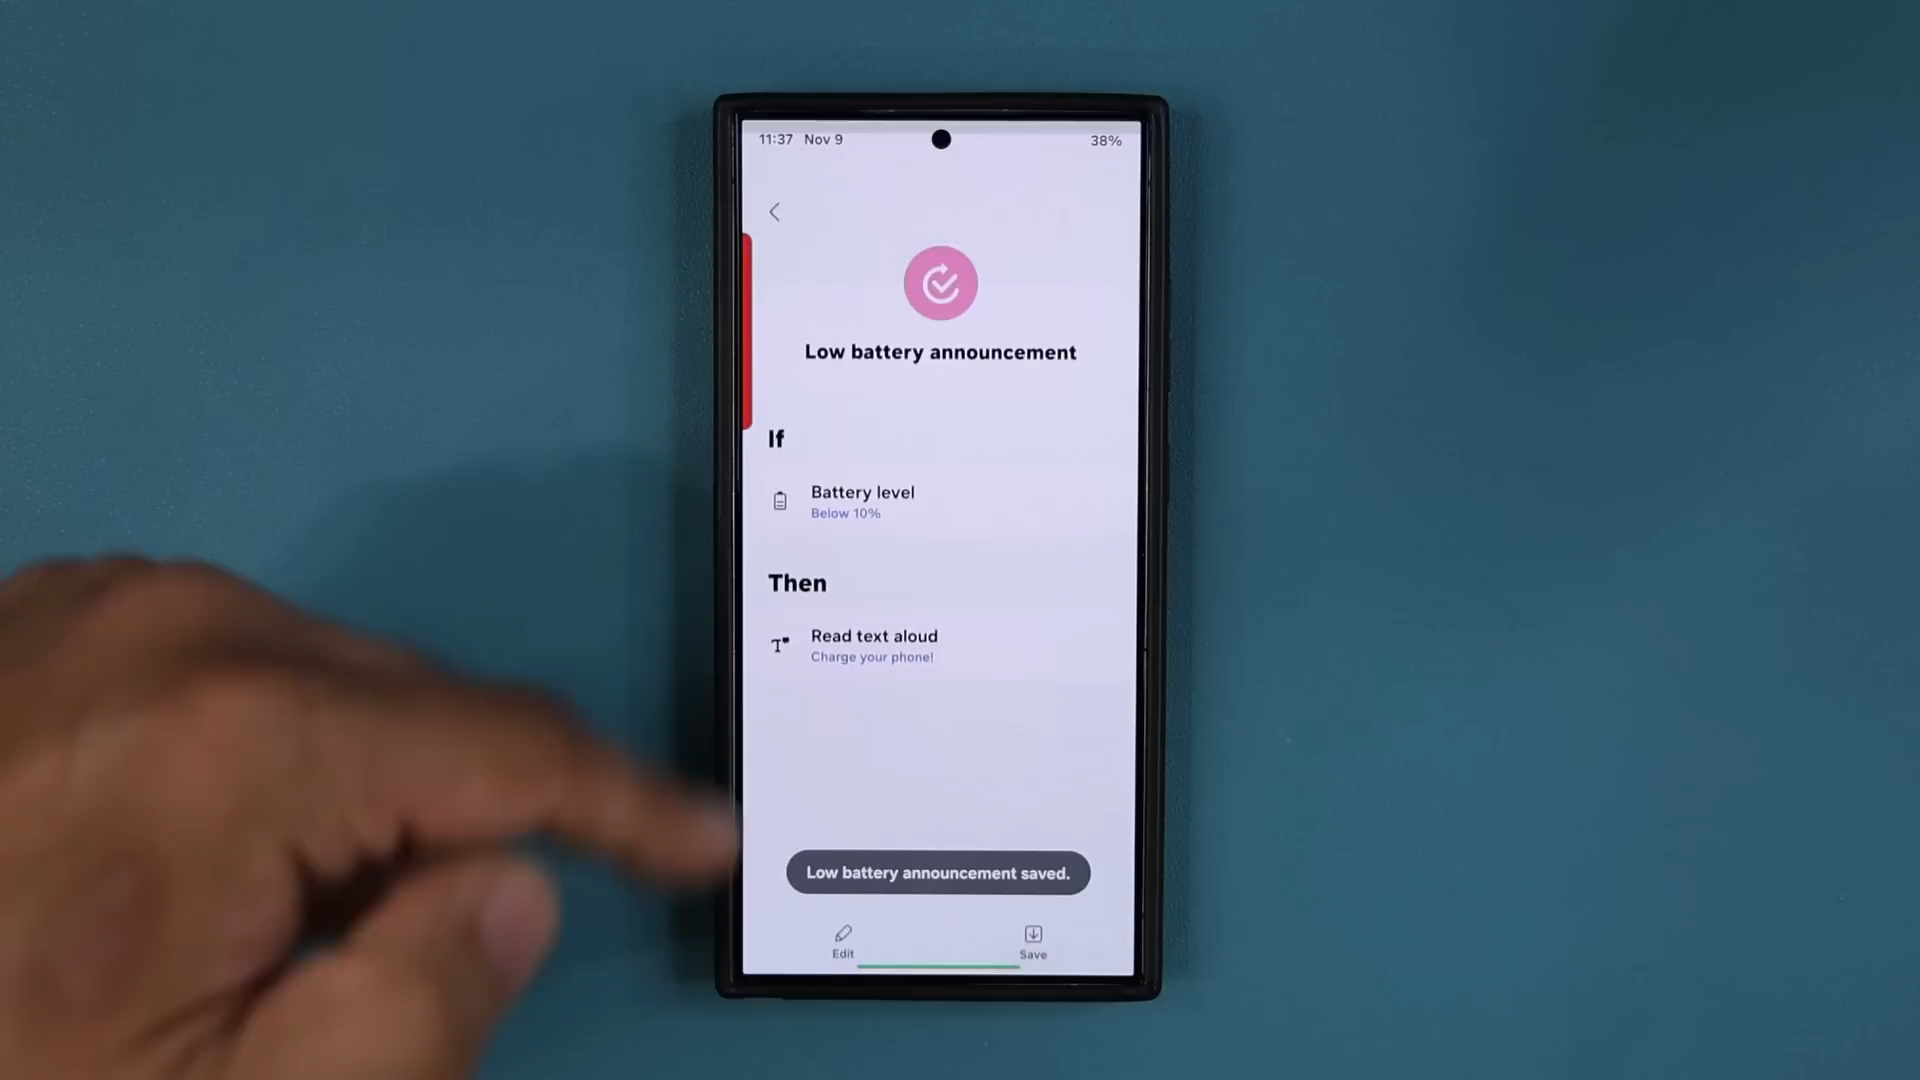 11:37 Nov 9
38%
Low battery announcement
If
Battery level
Below 10%
Then
Read text aloud
Charge your phone!
Low battery announcement saved.
Edit
Save